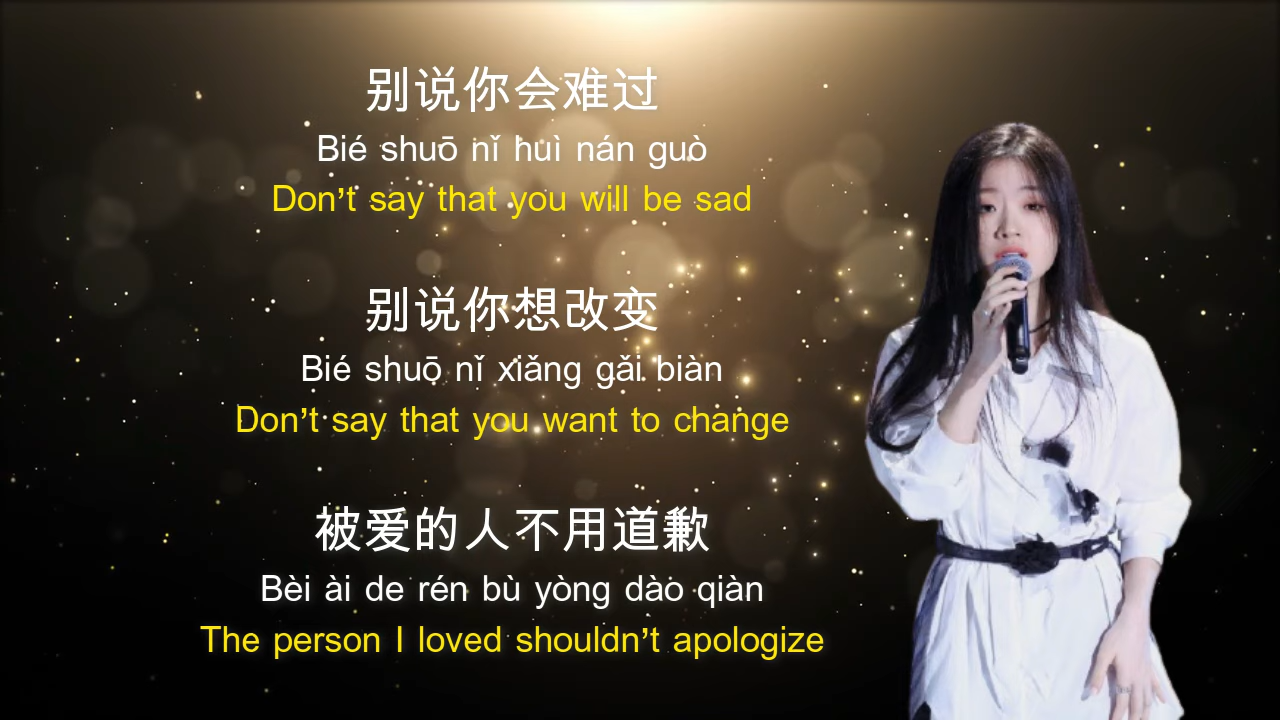 别说你会难过
Bié shuō nǐ huì nán guò
Don't say that you will be sad
别说你想改变
Bié shuō nǐ xiǎng gǎi biàn
Don't say that you want to change
被爱的人不用道歉
Bèi ài de rén bù yòng dào qiàn
The person I loved shouldn't apologize